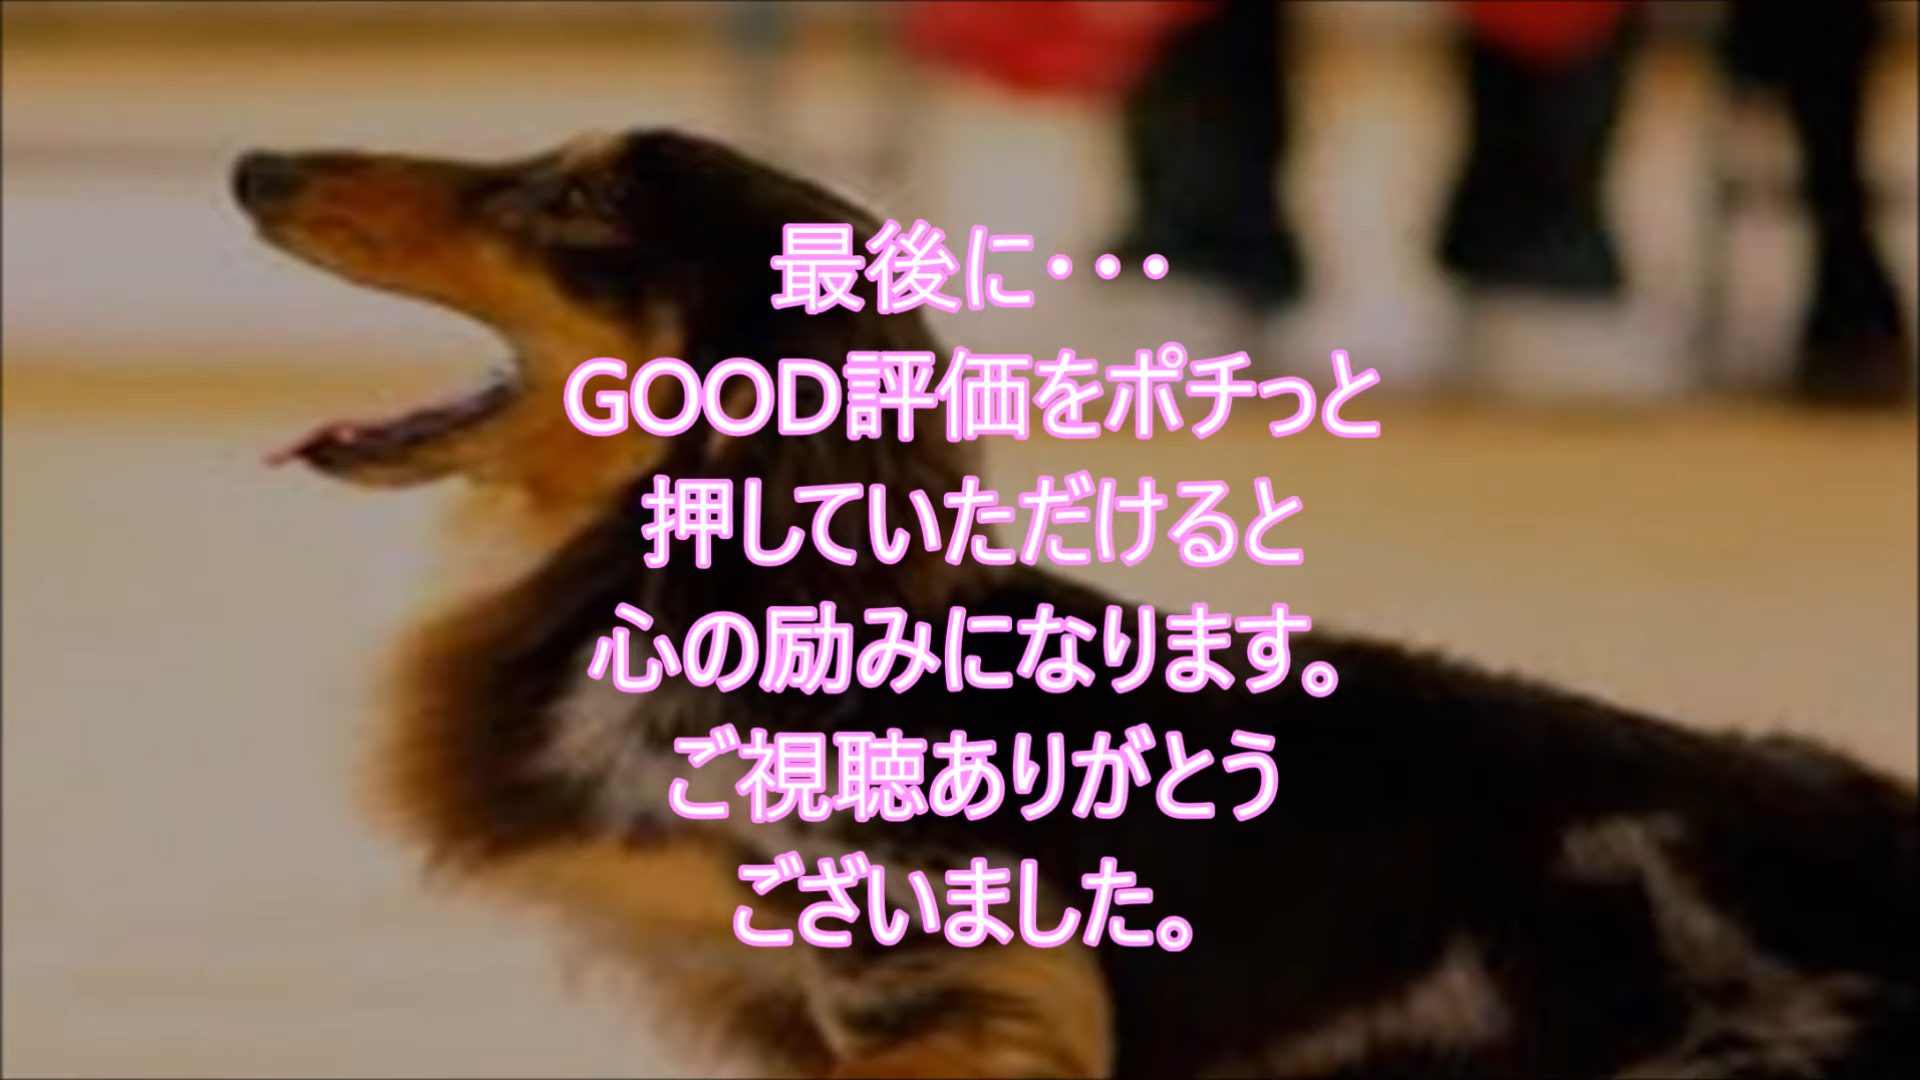 最後に・・・
GOOD評価をポチっと
押していただけると
心の励みになります。
ご視聴ありがとう
ございました。